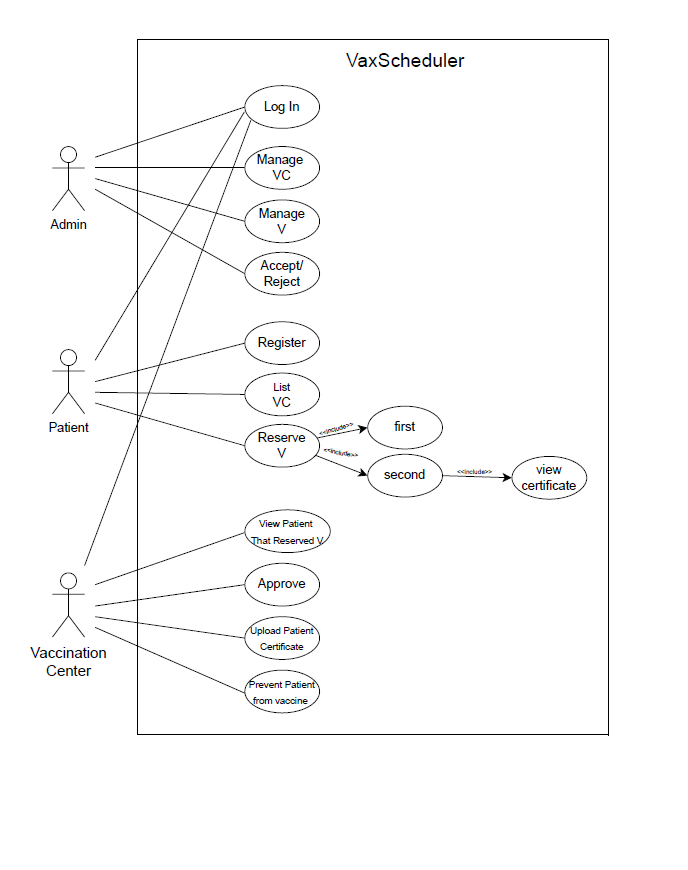 VaxScheduler
Log In
Manage
VC
Manage
V
Accept/
Reject
Admin
Register
List
VC
Reserve
V
<<include>>
<<include>>
first
second
<<include>>
view
certificate
Patient
View Patient
That Reserved V
Approve
Upload Patient
Certificate
Prevent Patient
from vaccine
Vaccination
Center